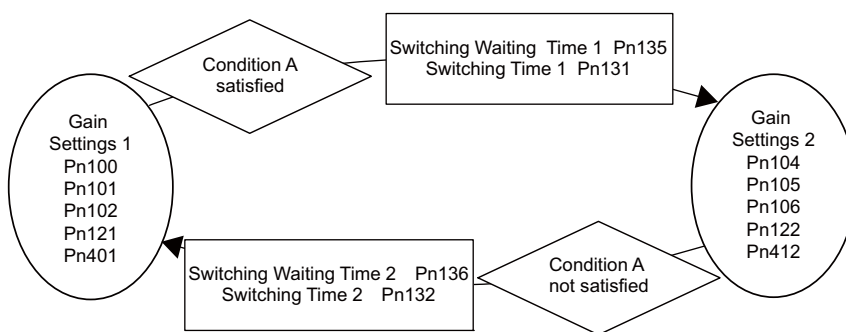 Condition A
satisfied
Switching Waiting Time 1 Pn135
Switching Time 1 Pn131
Gain
Settings 1
Pn100
Pn101
Pn102
Pn121
Pn401
Gain
Settings 2
Pn104
Pn105
Pn106
Pn122
Pn412
Switching Waiting Time 2 Pn136
Switching Time 2 Pn132
Condition A
not satisfied